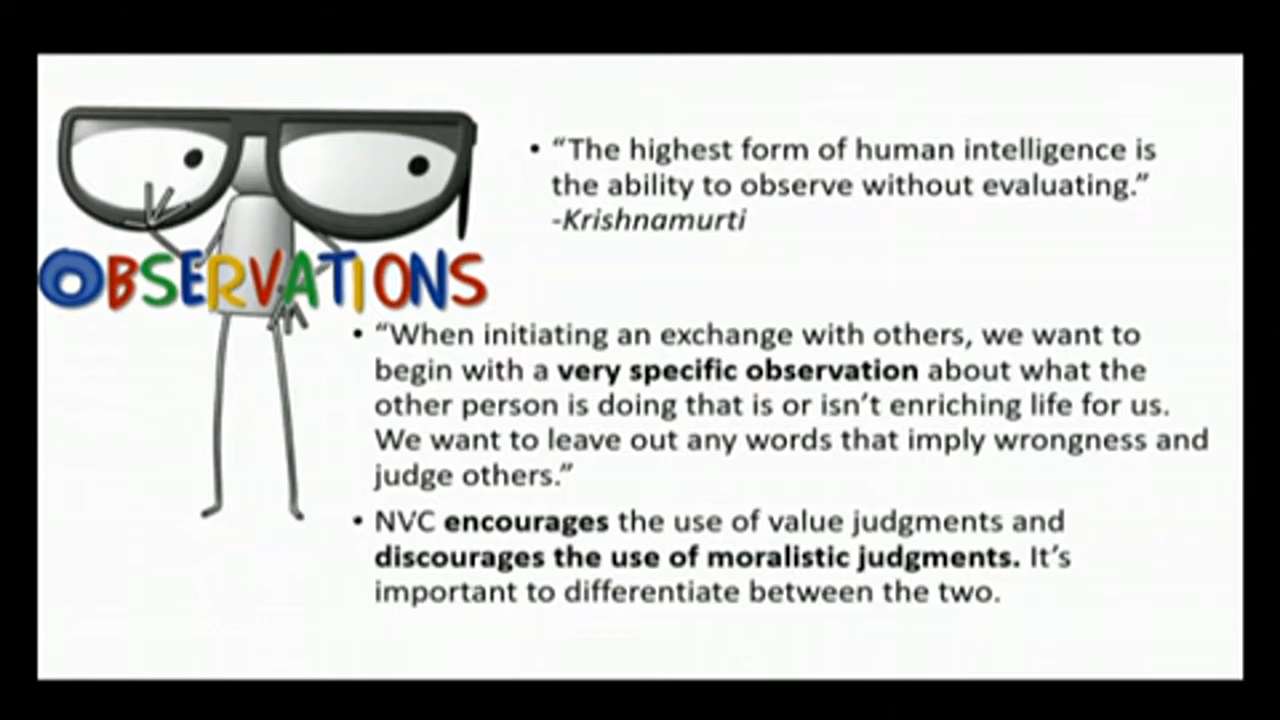 • “The highest form of human intelligence is
the ability to observe without evaluating.”
-Krishnamurti
OBSERVATIONS
• “When initiating an exchange with others, we want to
begin with a very specific observation about what the
other person is doing that is or isn’t enriching life for us.
We want to leave out any words that imply wrongness and
judge others.”
• NVC encourages the use of value judgments and
discourages the use of moralistic judgments. It’s
important to differentiate between the two.